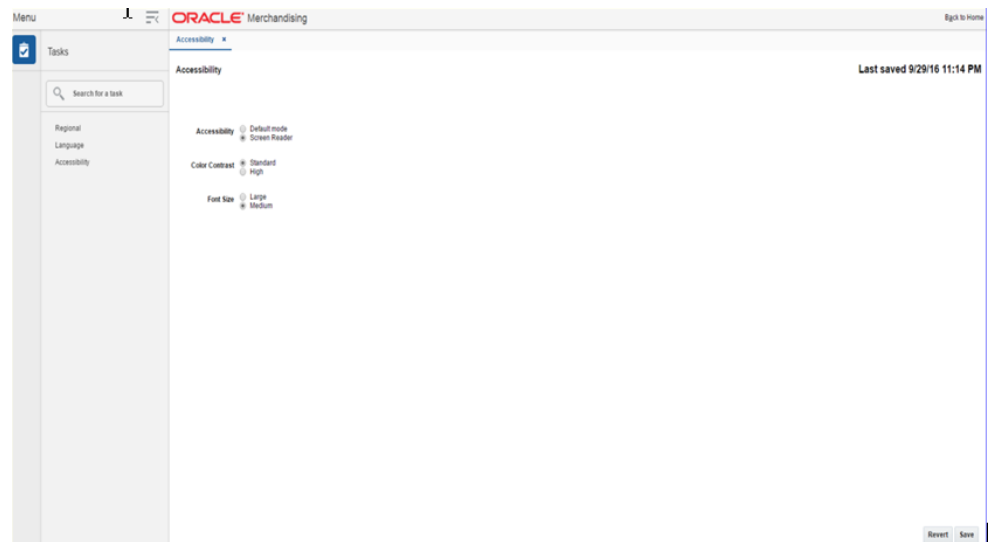 Menu
ORACLE® Merchandising
Back to Home
Tasks
Search for a task
Regional
Language
Accessibility
Accessibility ×
Accessibility
Last saved 9/29/16 11:14 PM
Accessibility
Default mode
Screen Reader
Color Contrast
Standard
High
Font Size
Large
Medium
Revert
Save